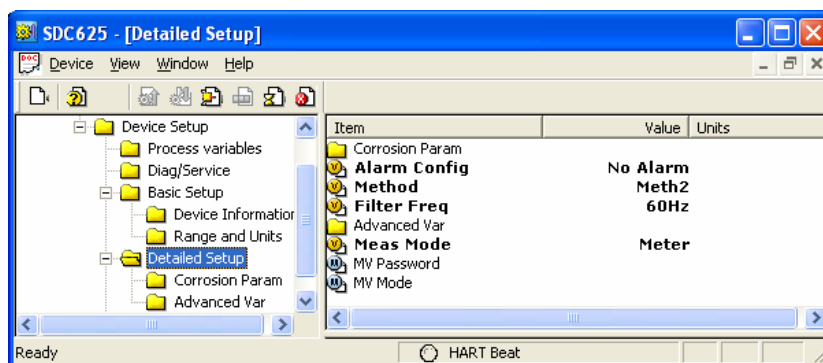 SDC625 - [Detailed Setup]
Device View Window Help
Device Setup
Process variables
Diag/Service
Basic Setup
Device Information
Range and Units
Detailed Setup
Corrosion Param
Advanced Var
Item Value Units
Corrosion Param
Alarm Config No Alarm
Method Meth2
Filter Freq 60Hz
Advanced Var
Meas Mode Meter
MV Password
MV Mode
Ready HART Beat